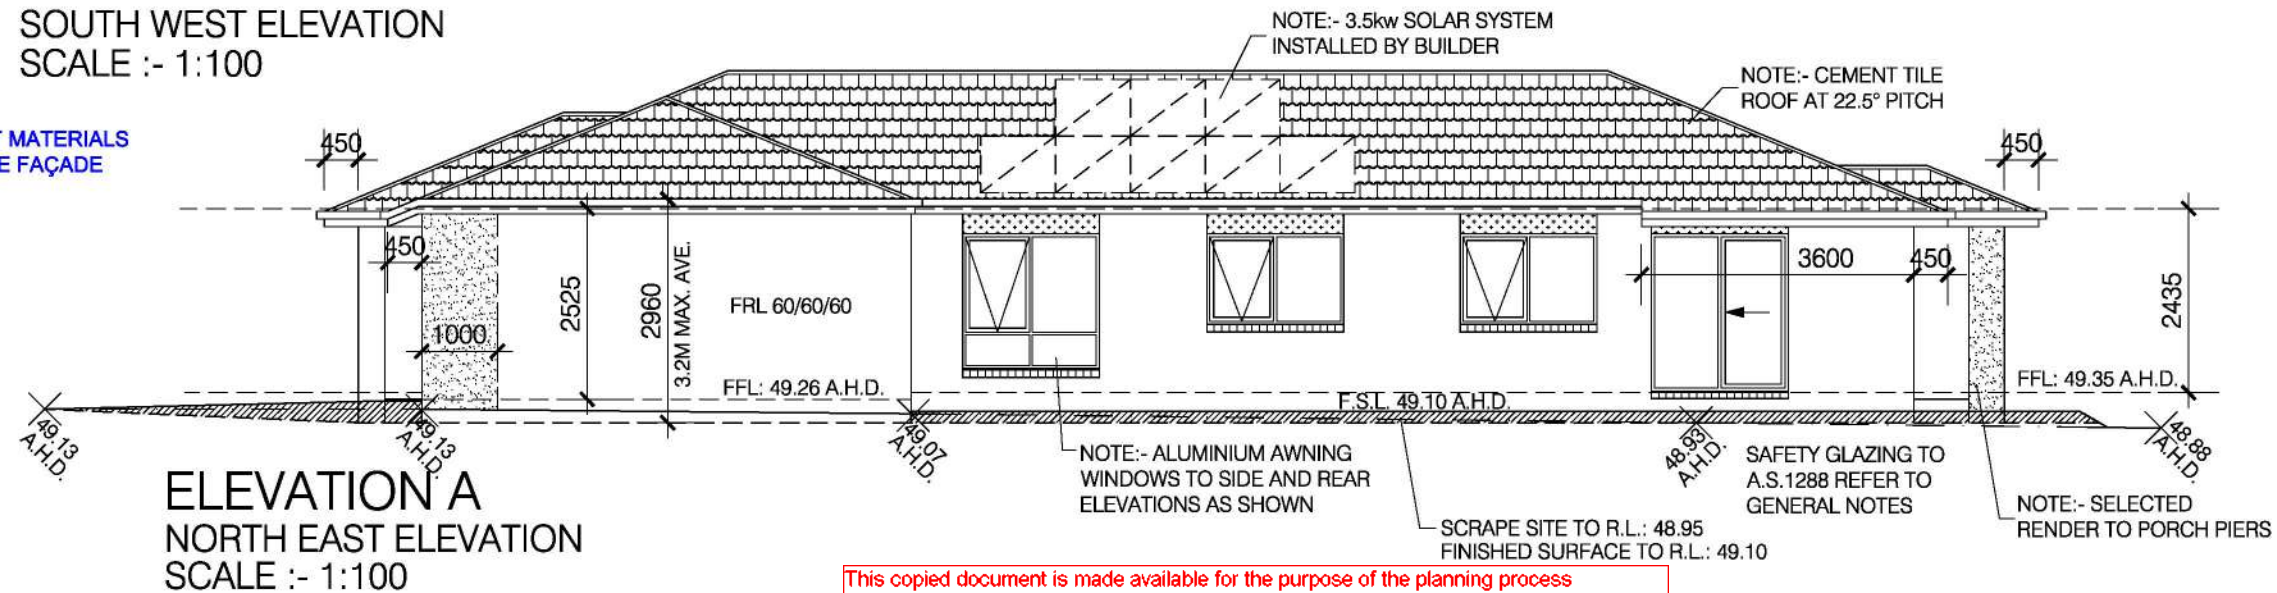 SOUTH WEST ELEVATION
SCALE :- 1:100
MATERIALS
FAÇADE
NOTE:- 3.5kw SOLAR SYSTEM
INSTALLED BY BUILDER
NOTE:- CEMENT TILE
ROOF AT 22.5° PITCH
450
450
450
1000
2525
2960
3.2M MAX. AVE.
FRL 60/60/60
FFL: 49.26 A.H.D.
3600
450
2435
FFL: 49.35 A.H.D.
F.S.L. 49.10 A.H.D.
49.13
A.H.D.
49.13
A.H.D.
49.07
A.H.D.
48.93
A.H.D.
48.88
A.H.D.
NOTE:- ALUMINIUM AWNING
WINDOWS TO SIDE AND REAR
ELEVATIONS AS SHOWN
SAFETY GLAZING TO
A.S.1288 REFER TO
GENERAL NOTES
NOTE:- SELECTED
RENDER TO PORCH PIERS
SCRAPE SITE TO R.L.: 48.95
FINISHED SURFACE TO R.L.: 49.10
ELEVATION A
NORTH EAST ELEVATION
SCALE :- 1:100
This copied document is made available for the purpose of the planning process